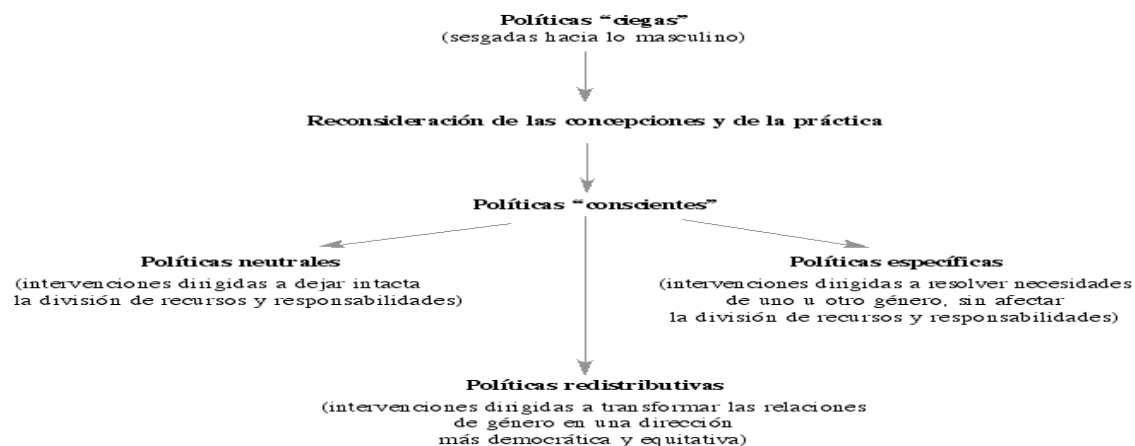 Políticas “ciegas”
(sesgadas hacia lo masculino)
Reconsideración de las concepciones y de la práctica
Políticas “conscientes”
Políticas neutrales
(intervenciones dirigidas a dejar intacta
la división de recursos y responsabilidades)
Políticas específicas
(intervenciones dirigidas a resolver necesidades
de uno u otro género, sin afectar
la división de recursos y responsabilidades)
Políticas redistributivas
(intervenciones dirigidas a transformar las relaciones
de género en una dirección
más democrática y equitativa)